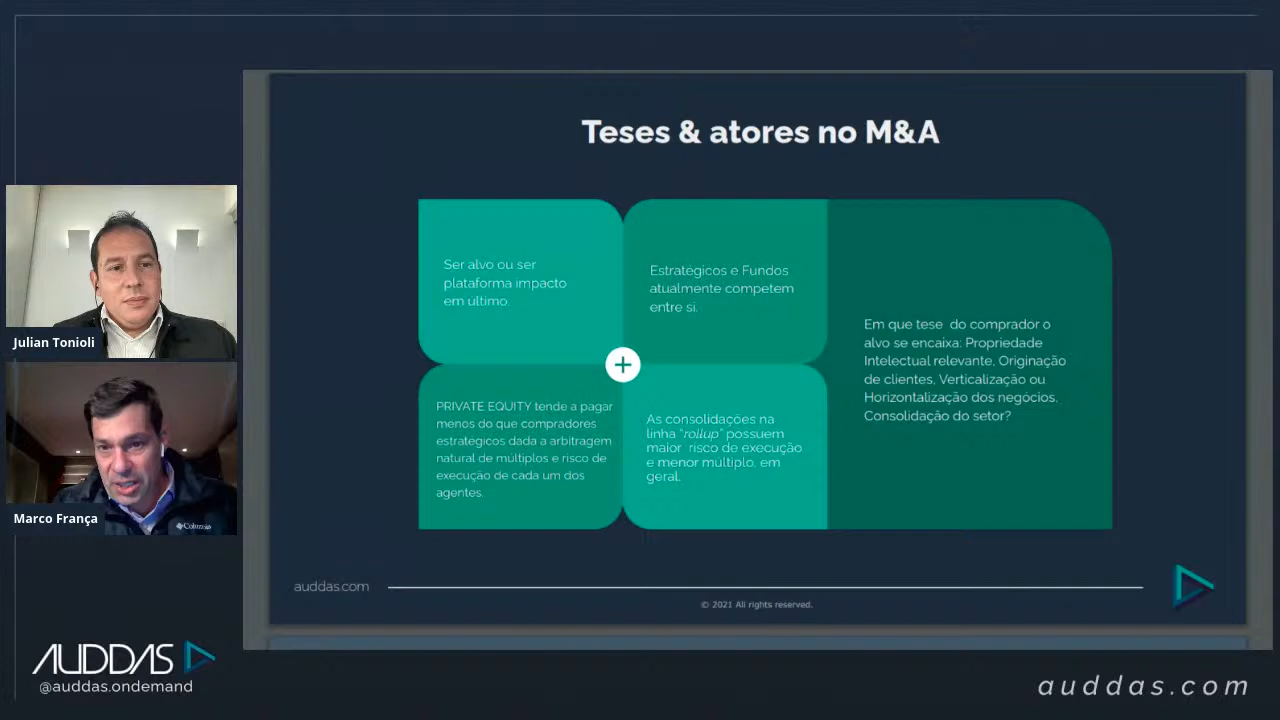 Teses & atores no M&A
Ser alvo ou ser
plataforma impacto
em ultimo.
Estratégicos e Fundos
atualmente competem
entre si.
Em que tese do comprador o
alvo se encaixa: Propriedade
Intelectual relevante, Originação
de clientes, Verticalização ou
Horizontalização dos negócios,
Consolidação do setor?
PRIVATE EQUITY tende a pagar
menos do que compradores
estratégicos dada a arbitragem
natural de múltiplos e risco de
execução de cada um dos
agentes.
As consolidações na
linha “rollup” possuem
maior risco de execução
e menor múltiplo, em
geral.
Julian Tonioli
Marco França
Columbia
auddas.com
© 2021 All rights reserved.
AUDDAS
@auddas.ondemand
auddas.com